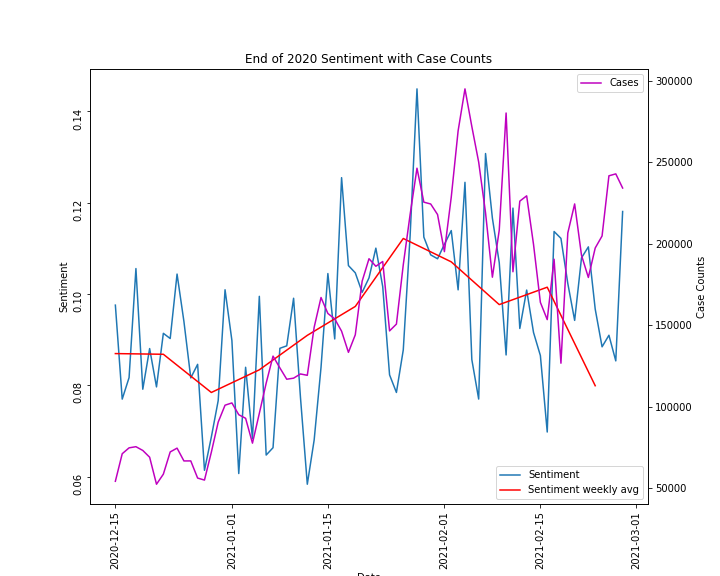 End of 2020 Sentiment with Case Counts
Cases
Sentiment
Sentiment weekly avg
Sentiment
0.14
0.12
0.10
0.08
0.06
Case Counts
300000
250000
200000
150000
100000
50000
2020-12-15
2021-01-01
2021-01-15
2021-02-01
2021-02-15
2021-03-01